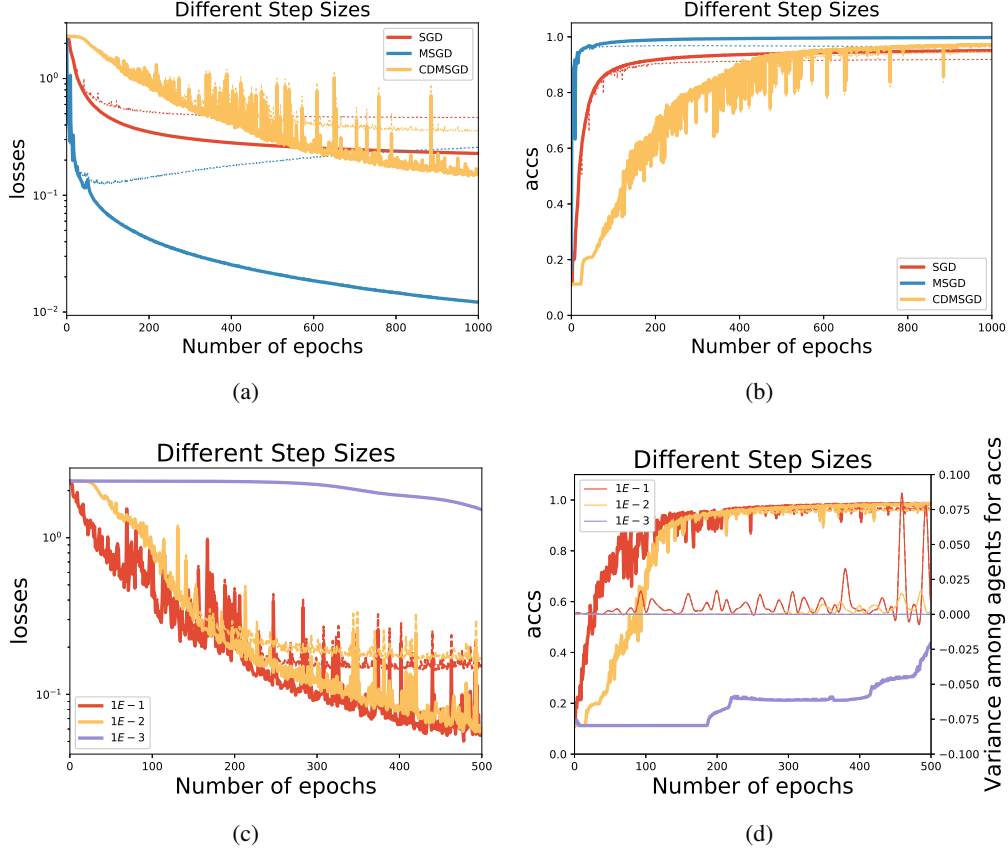 Different Step Sizes
losses
10⁰
10⁻¹
10⁻²
0 200 400 600 800 1000
Number of epochs
SGD
MSGD
CDMSGD
(a)
Different Step Sizes
accs
1.0
0.8
0.6
0.4
0.2
0.0
0 200 400 600 800 1000
Number of epochs
SGD
MSGD
CDMSGD
(b)
Different Step Sizes
losses
10⁰
10⁻¹
0 100 200 300 400 500
Number of epochs
1E−1
1E−2
1E−3
(c)
Different Step Sizes
accs
1.0
0.8
0.6
0.4
0.2
0.0
0 100 200 300 400 500
Number of epochs
1E−1
1E−2
1E−3
0.100
0.075
0.050
0.025
0.000
−0.025
−0.050
−0.075
−0.100
Variance among agents for accs
(d)